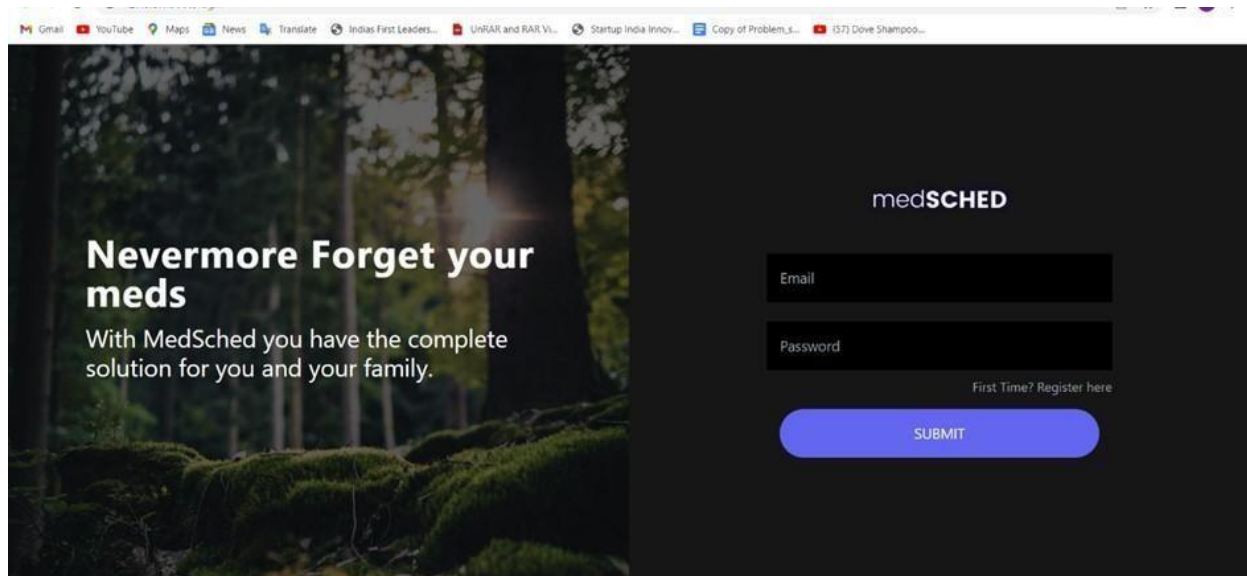 Gmail YouTube Maps News Translate Indias First Leaders... UnRAR and RAR Vi... Startup India Innov... Copy of Problem_s... (57) Dove Shampoo...
Nevermore Forget your
meds
With MedSched you have the complete
solution for you and your family.
medSCHED
Email
Password
First Time? Register here
SUBMIT